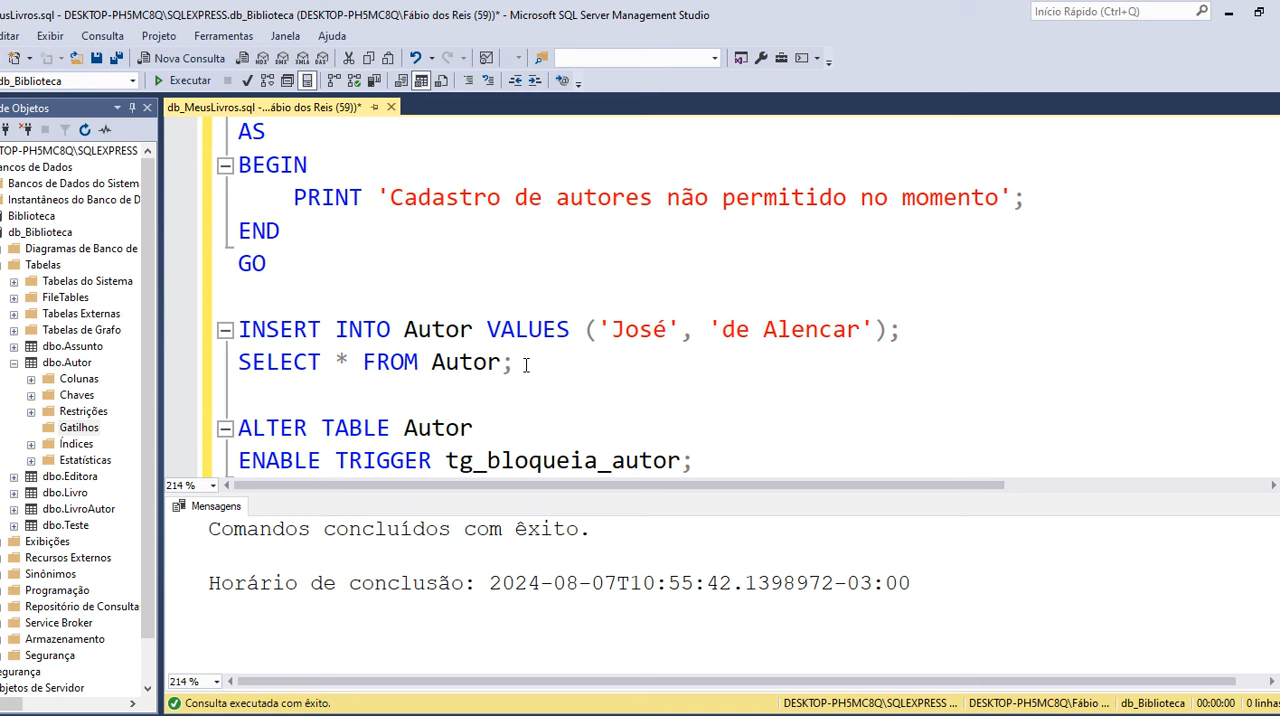 eusLivros.sql - DESKTOP-PH5MC8Q\SQLEXPRESS.db_Biblioteca (DESKTOP-PH5MC8Q\Fábio dos Reis (59))* - Microsoft SQL Server Management Studio
Início Rápido (Ctrl+Q)
ditar Exibir Consulta Projeto Ferramentas Janela Ajuda
Nova Consulta
db_Biblioteca Executar
de Objetos
db_MeusLivros.sql -...ábio dos Reis (59))*
TOP-PH5MC8Q\SQLEXPRESS
ancos de Dados
Bancos de Dados do Sistem
Instantâneos do Banco de D
Biblioteca
db_Biblioteca
Diagramas de Banco de
Tabelas
Tabelas do Sistema
FileTables
Tabelas Externas
Tabelas de Grafo
dbo.Assunto
dbo.Autor
Colunas
Chaves
Restrições
Gatilhos
Índices
Estatísticas
dbo.Editora
dbo.Livro
dbo.LivroAutor
dbo.Teste
Exibições
Recursos Externos
Sinônimos
Programação
Repositório de Consulta
Service Broker
Armazenamento
Segurança
egurança
bjetos de Servidor
AS
BEGIN
PRINT 'Cadastro de autores não permitido no momento';
END
GO
INSERT INTO Autor VALUES ('José', 'de Alencar');
SELECT * FROM Autor;
ALTER TABLE Autor
ENABLE TRIGGER tg_bloqueia_autor;
214 %
Mensagens
Comandos concluídos com êxito.
Horário de conclusão: 2024-08-07T10:55:42.1398972-03:00
214 %
Consulta executada com êxito.
DESKTOP-PH5MC8Q\SQLEXPRESS ... DESKTOP-PH5MC8Q\Fábio ... db_Biblioteca 00:00:00 0 linha